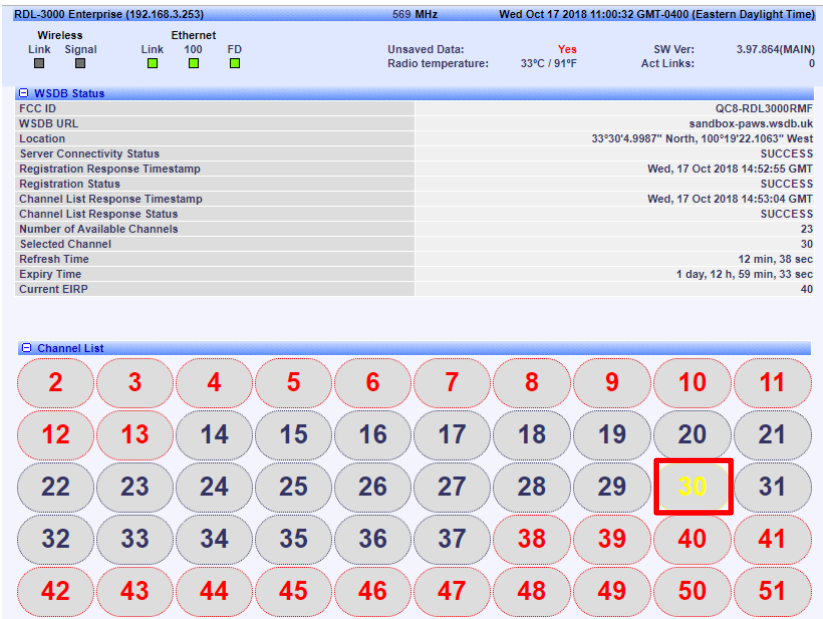 RDL-3000 Enterprise (192.168.3.253) 569 MHz Wed Oct 17 2018 11:00:32 GMT-0400 (Eastern Daylight Time)
Wireless Ethernet
Link Signal Link 100 FD Unsaved Data: Yes SW Ver: 3.97.864(MAIN)
Radio temperature: 33ºC / 91ºF Act Links: 0
WSDB Status
FCC ID QC8-RDL3000RMF
WSDB URL sandbox-paws.wsdb.uk
Location 33º30'4.9987" North, 100º19'22.1063" West
Server Connectivity Status SUCCESS
Registration Response Timestamp Wed, 17 Oct 2018 14:52:55 GMT
Registration Status SUCCESS
Channel List Response Timestamp Wed, 17 Oct 2018 14:53:04 GMT
Channel List Response Status SUCCESS
Number of Available Channels 23
Selected Channel 30
Refresh Time 12 min, 38 sec
Expiry Time 1 day, 12 h, 59 min, 33 sec
Current EIRP 40
Channel List
2 3 4 5 6 7 8 9 10 11
12 13 14 15 16 17 18 19 20 21
22 23 24 25 26 27 28 29 30 31
32 33 34 35 36 37 38 39 40 41
42 43 44 45 46 47 48 49 50 51